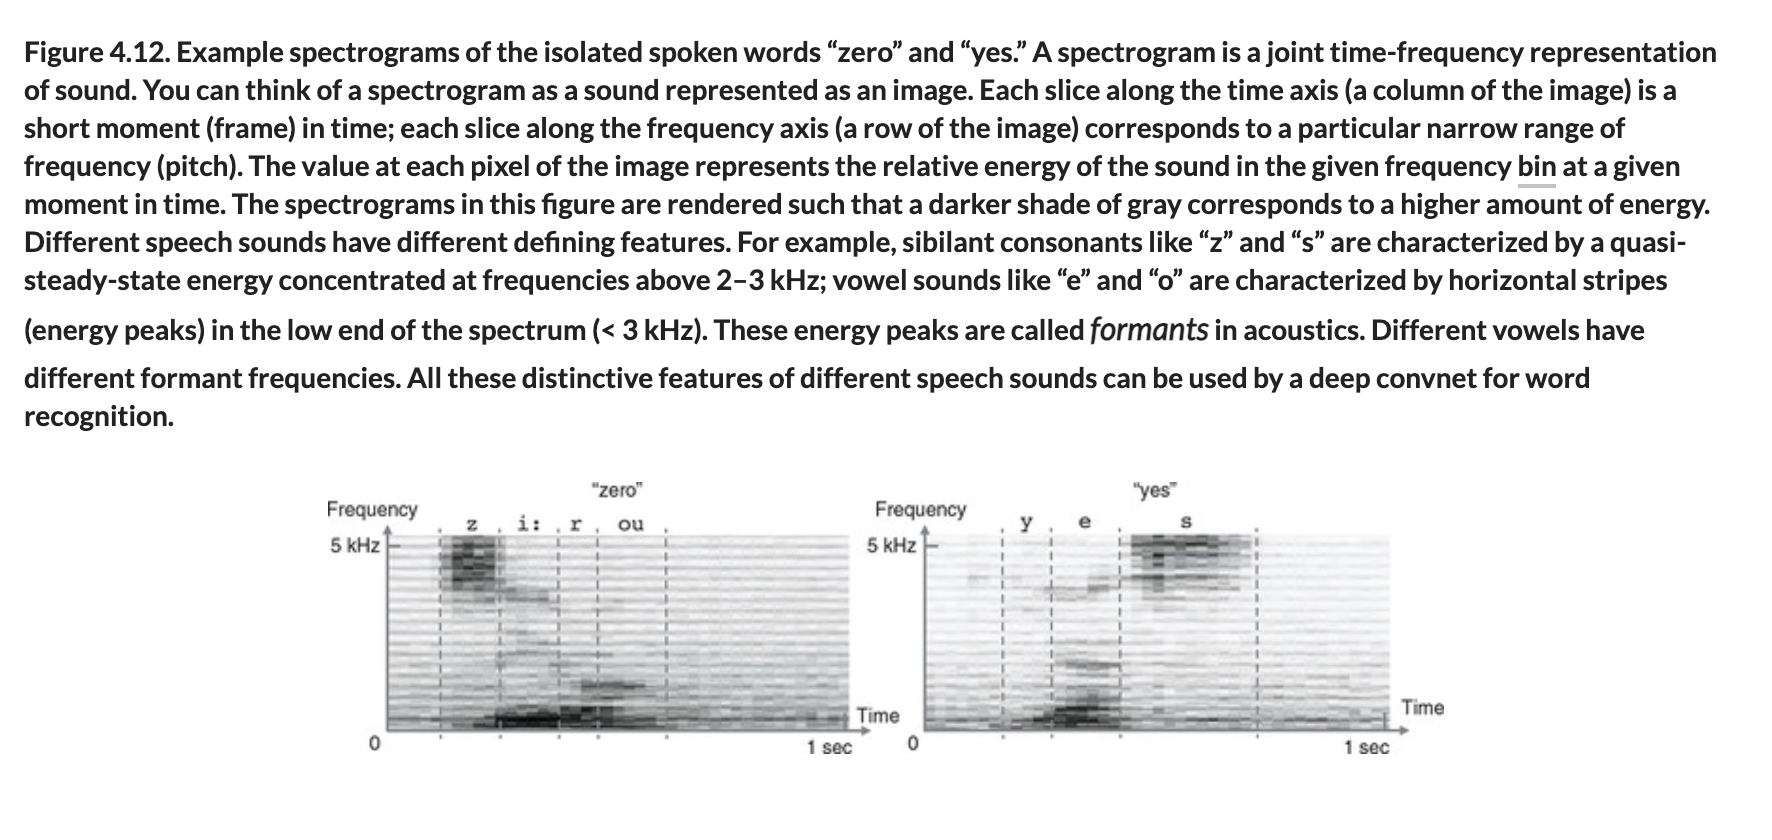 Figure 4.12. Example spectrograms of the isolated spoken words “zero” and “yes.” A spectrogram is a joint time-frequency representation
of sound. You can think of a spectrogram as a sound represented as an image. Each slice along the time axis (a column of the image) is a
short moment (frame) in time; each slice along the frequency axis (a row of the image) corresponds to a particular narrow range of
frequency (pitch). The value at each pixel of the image represents the relative energy of the sound in the given frequency bin at a given
moment in time. The spectrograms in this figure are rendered such that a darker shade of gray corresponds to a higher amount of energy.
Different speech sounds have different defining features. For example, sibilant consonants like “z” and “s” are characterized by a quasi-
steady-state energy concentrated at frequencies above 2–3 kHz; vowel sounds like “e” and “o” are characterized by horizontal stripes
(energy peaks) in the low end of the spectrum (< 3 kHz). These energy peaks are called formants in acoustics. Different vowels have
different formant frequencies. All these distinctive features of different speech sounds can be used by a deep convnet for word
recognition.
“zero”
Frequency
z i: r ou
5 kHz
Time
0
1 sec
“yes”
Frequency
y e s
5 kHz
Time
0
1 sec